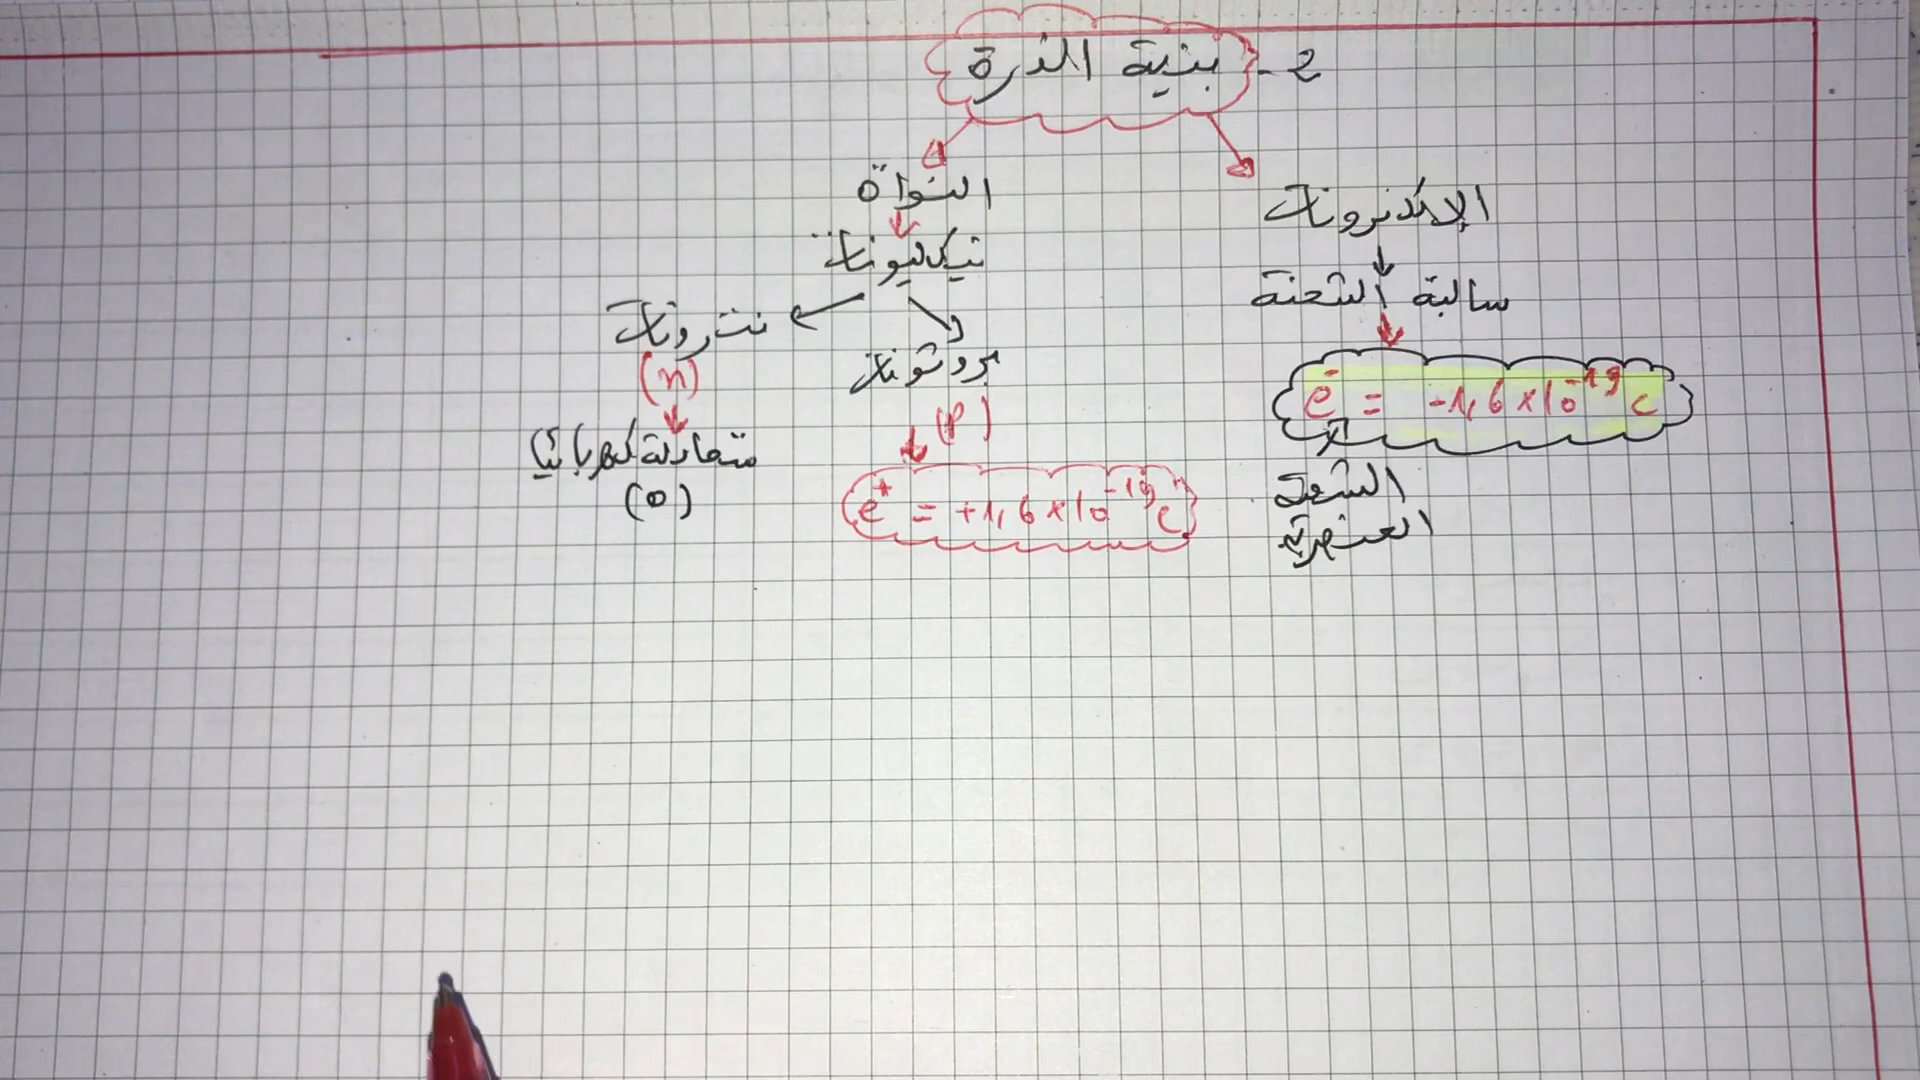 2- بنية الذرة
الإلكترونات
سالبة الشحنة
e⁻ = -1,6 × 10⁻¹⁹ C
الشحنة
العنصرية
النواة
نيكليونات
بروتونات
(P)
e⁺ = +1,6 × 10⁻¹⁹ C
نترونات
(n)
متعادلة كهربائيا
(0)